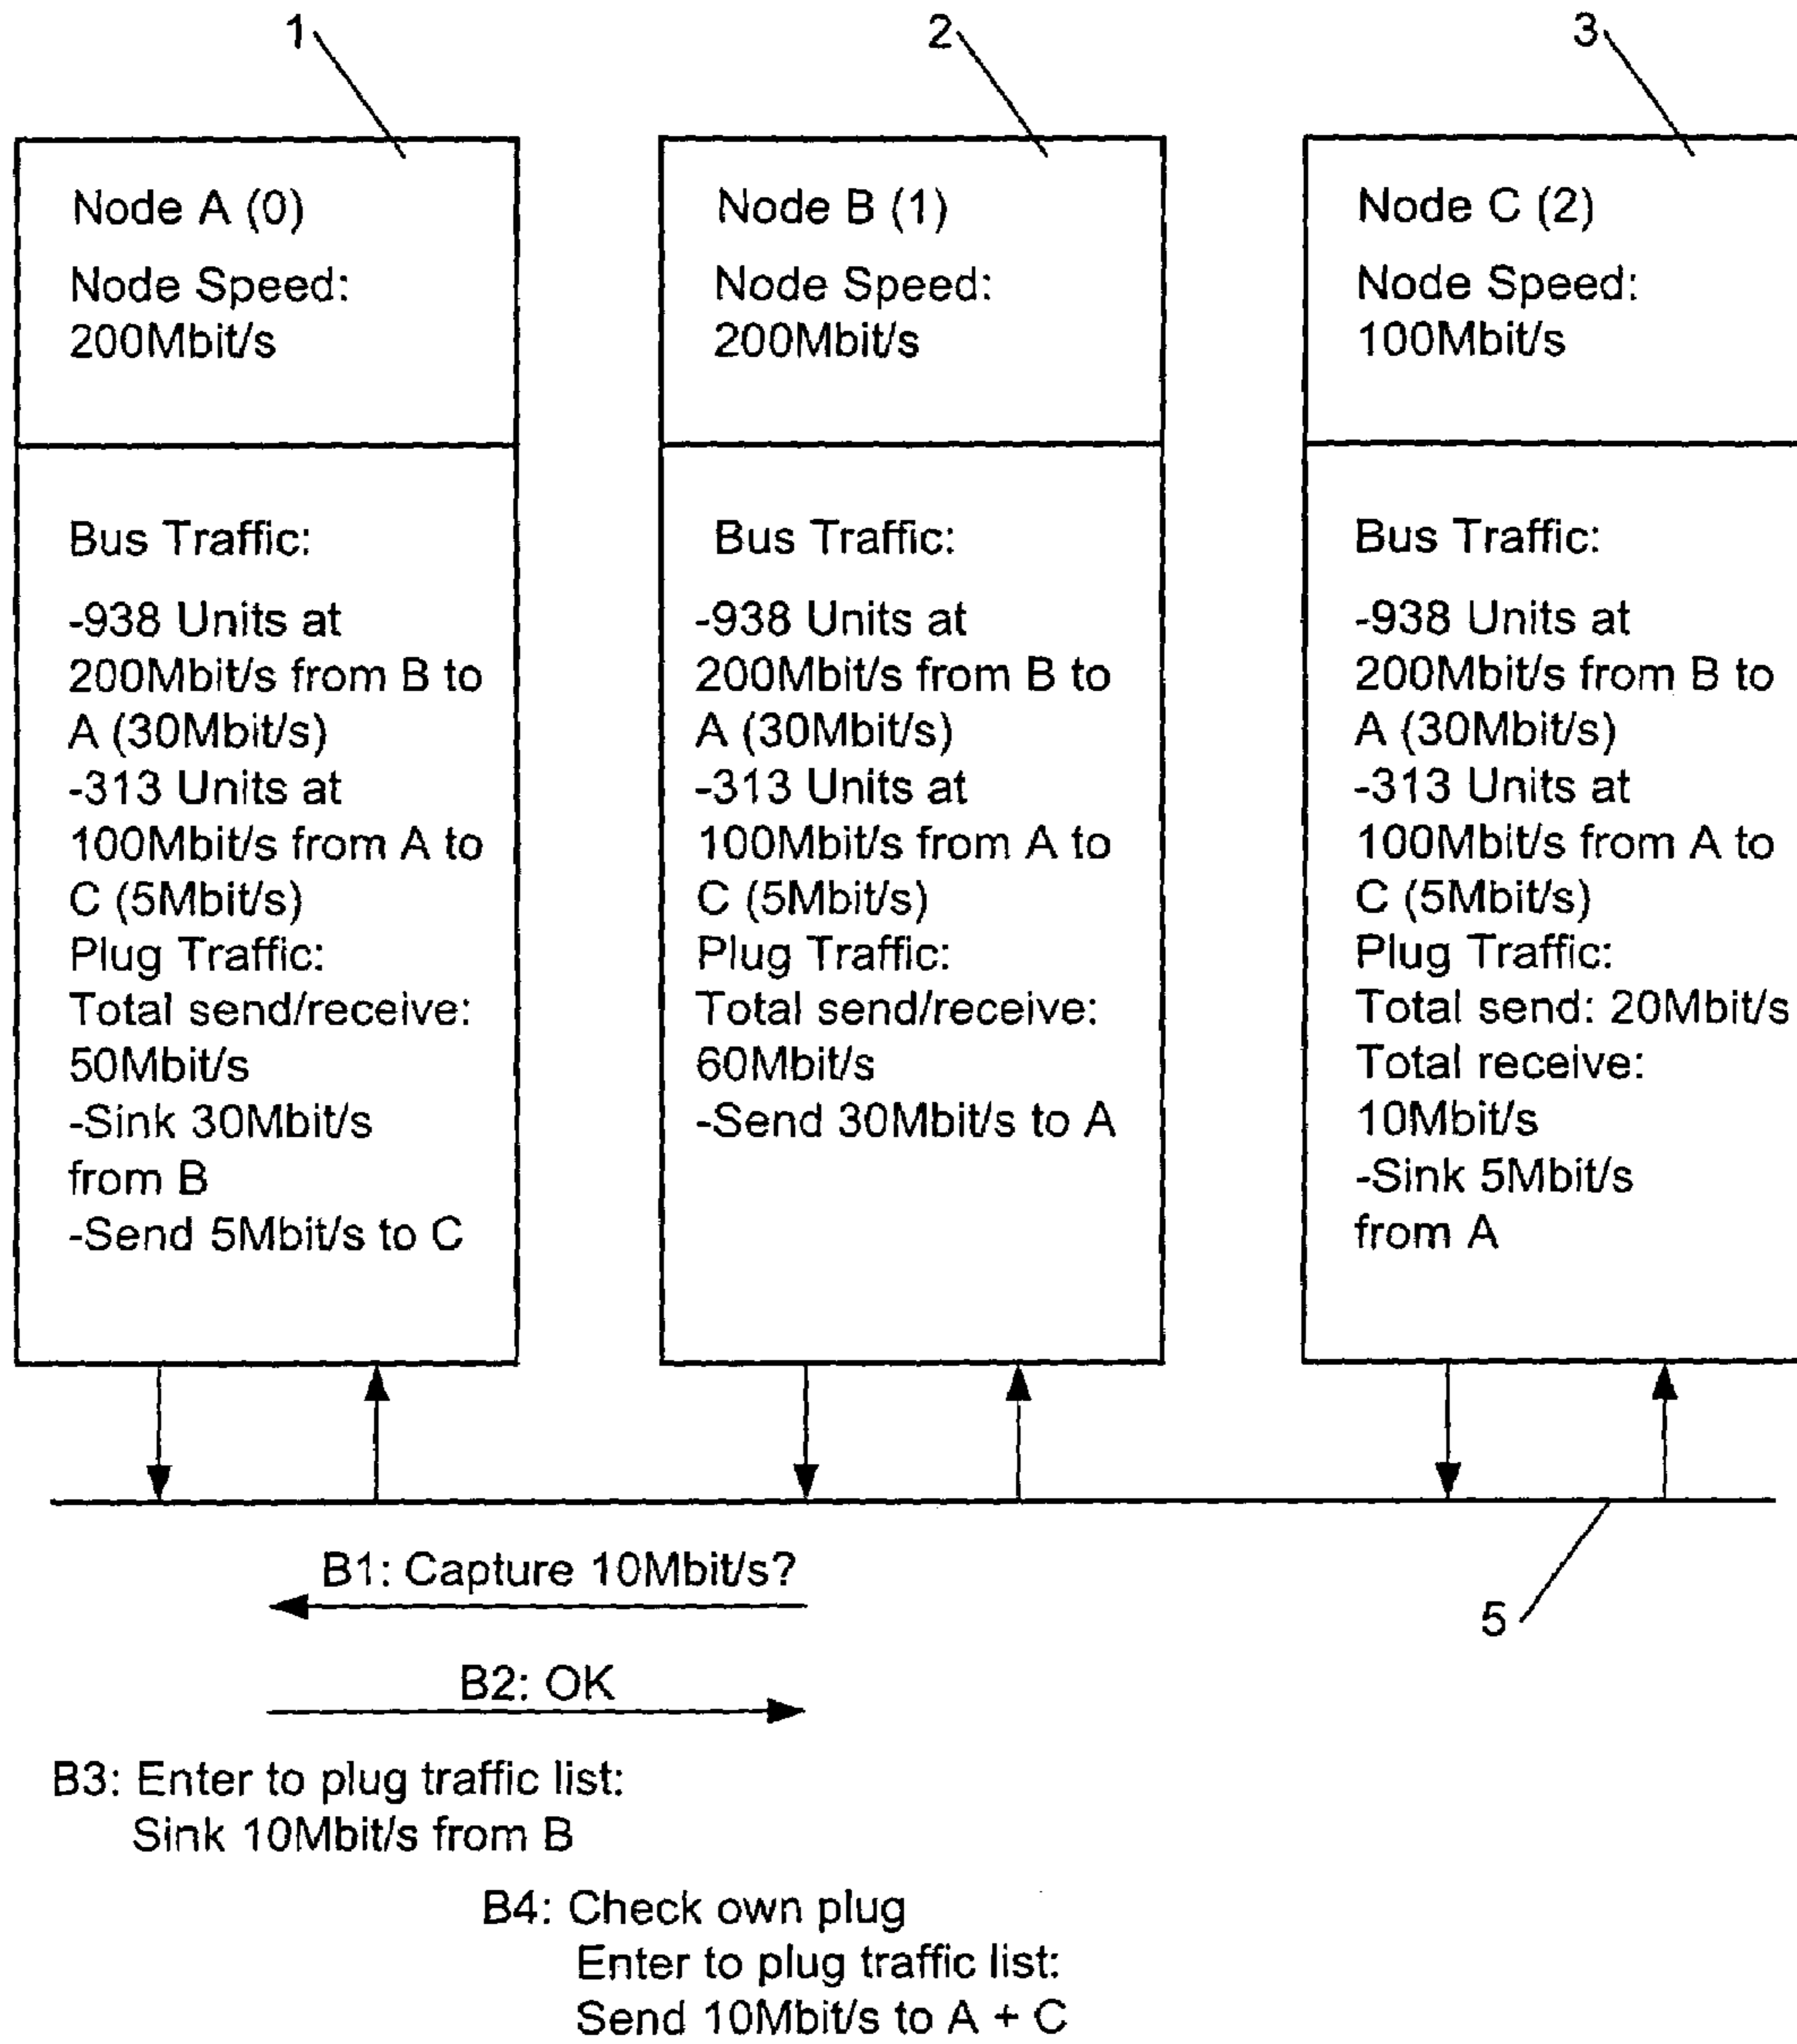 1
2
3
Node A (0)
Node Speed:
200Mbit/s
Bus Traffic:
-938 Units at
200Mbit/s from B to
A (30Mbit/s)
-313 Units at
100Mbit/s from A to
C (5Mbit/s)
Plug Traffic:
Total send/receive:
50Mbit/s
-Sink 30Mbit/s
from B
-Send 5Mbit/s to C
Node B (1)
Node Speed:
200Mbit/s
Bus Traffic:
-938 Units at
200Mbit/s from B to
A (30Mbit/s)
-313 Units at
100Mbit/s from A to
C (5Mbit/s)
Plug Traffic:
Total send/receive:
60Mbit/s
-Send 30Mbit/s to A
Node C (2)
Node Speed:
100Mbit/s
Bus Traffic:
-938 Units at
200Mbit/s from B to
A (30Mbit/s)
-313 Units at
100Mbit/s from A to
C (5Mbit/s)
Plug Traffic:
Total send: 20Mbit/s
Total receive:
10Mbit/s
-Sink 5Mbit/s
from A
B1: Capture 10Mbit/s?
5
B2: OK
B3: Enter to plug traffic list:
Sink 10Mbit/s from B
B4: Check own plug
Enter to plug traffic list:
Send 10Mbit/s to A + C